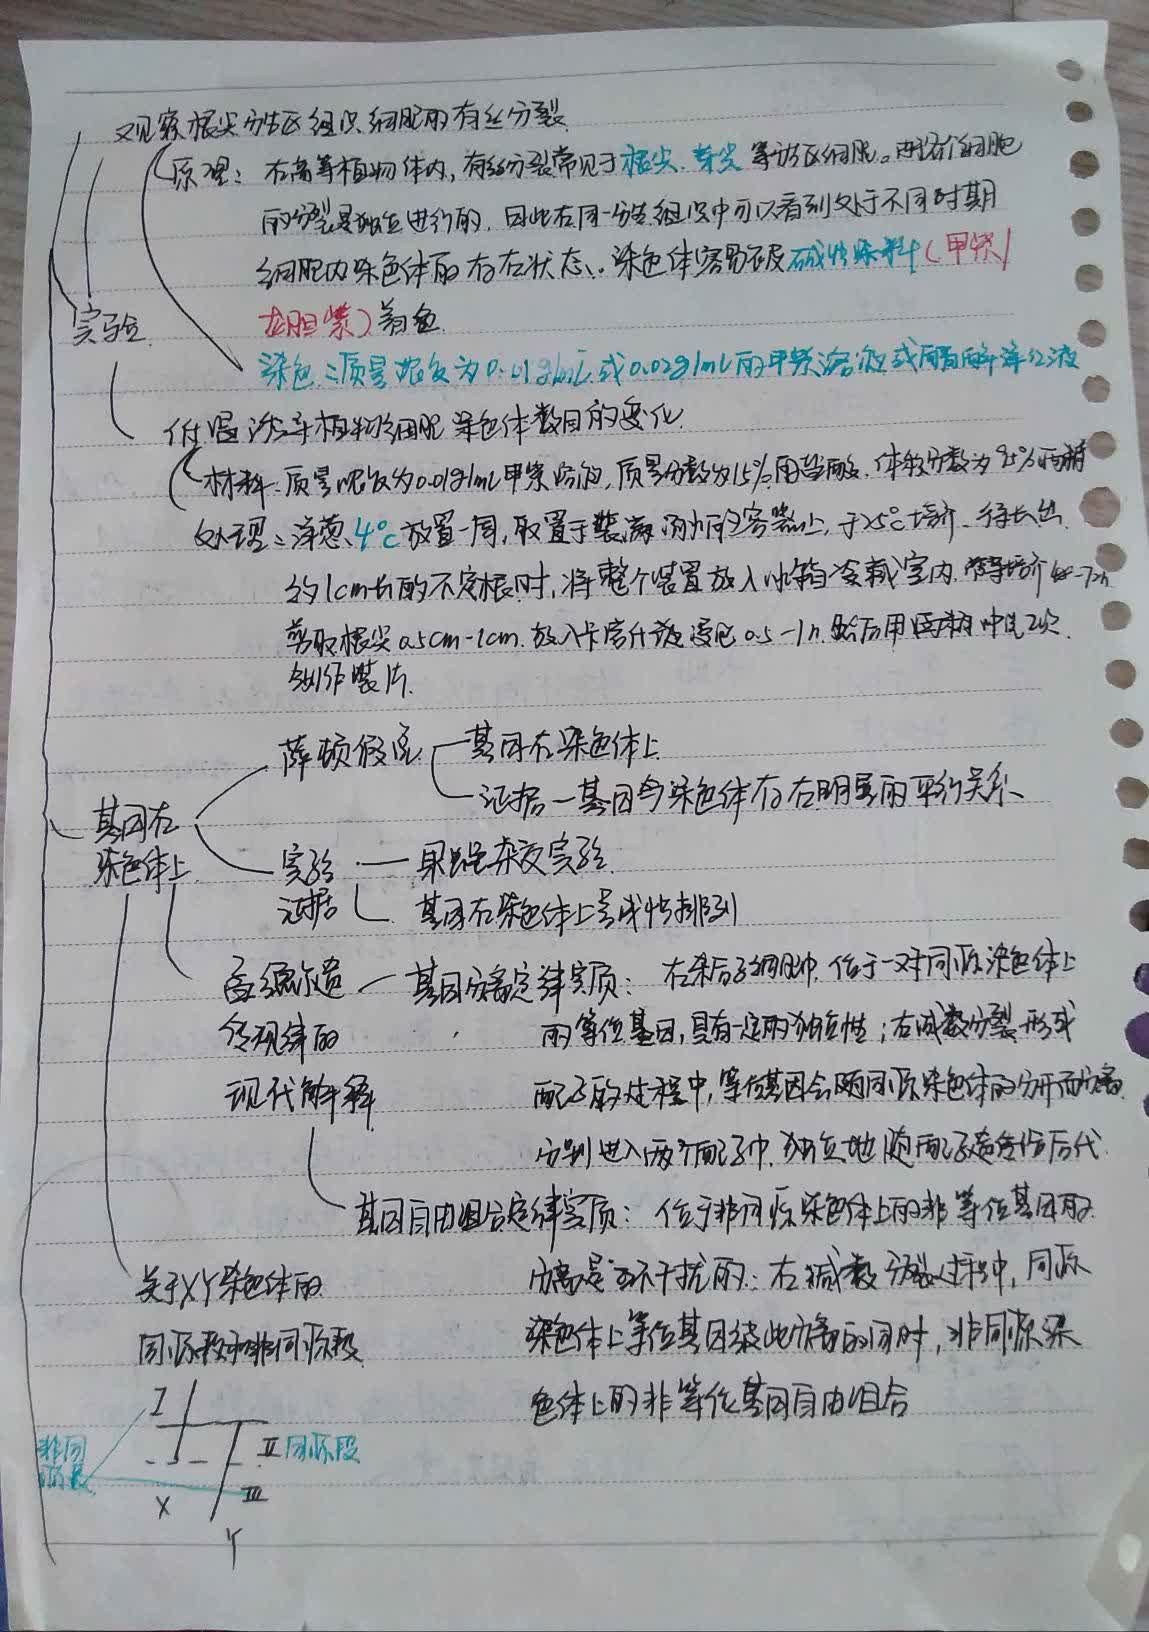 观察根尖分生区组织细胞的有丝分裂
原理：在高等植物体内，有丝分裂常见于根尖、芽尖等分生区细胞。由于各个细胞
的分裂是独立进行的，因此在同一分生组织中可以看到处于不同时期
细胞内染色体的存在状态。染色体容易被碱性染料（甲紫/
龙胆紫）着色
实验
染色：质量浓度为0.01g/mL或0.02g/mL的甲紫溶液或醋酸洋红液
低温诱导植物细胞染色体数目的变化
材料：质量浓度为0.01g/mL甲紫溶液，质量分数为15%的盐酸，体积分数为95%酒精
处理：洋葱、4℃放置一周，取置于装满清水的容器上，于25℃培养，待长出
约1cm长的不定根时，将整个装置放入冰箱冷藏室内，诱导培养48-72h
剪取根尖0.5cm-1cm，放入卡诺氏液浸泡0.5-1h，然后用酒精冲洗2次
制作装片.
萨顿假说 基因在染色体上
证据—基因与染色体存在明显的平行关系
基因在
染色体上
实验 — 果蝇杂交实验
证据 基因在染色体上呈线性排列
孟德尔遗 — 基因分离定律实质：在杂合子细胞中，位于一对同源染色体上
传规律的 的等位基因，具有一定的独立性；在减数分裂形成
现代解释 配子的过程中，等位基因会随同源染色体的分开而分离
分别进入两个配子中，独立地随配子遗传给后代
基因自由组合定律实质：位于非同源染色体上的非等位基因的
关于XY染色体的 分离是互不干扰的；在减数分裂过程中，同源
同源段和非同源段 染色体上等位基因彼此分离的同时，非同源染
色体上的非等位基因自由组合
I
非同 II 同源段
源段
X III
Y